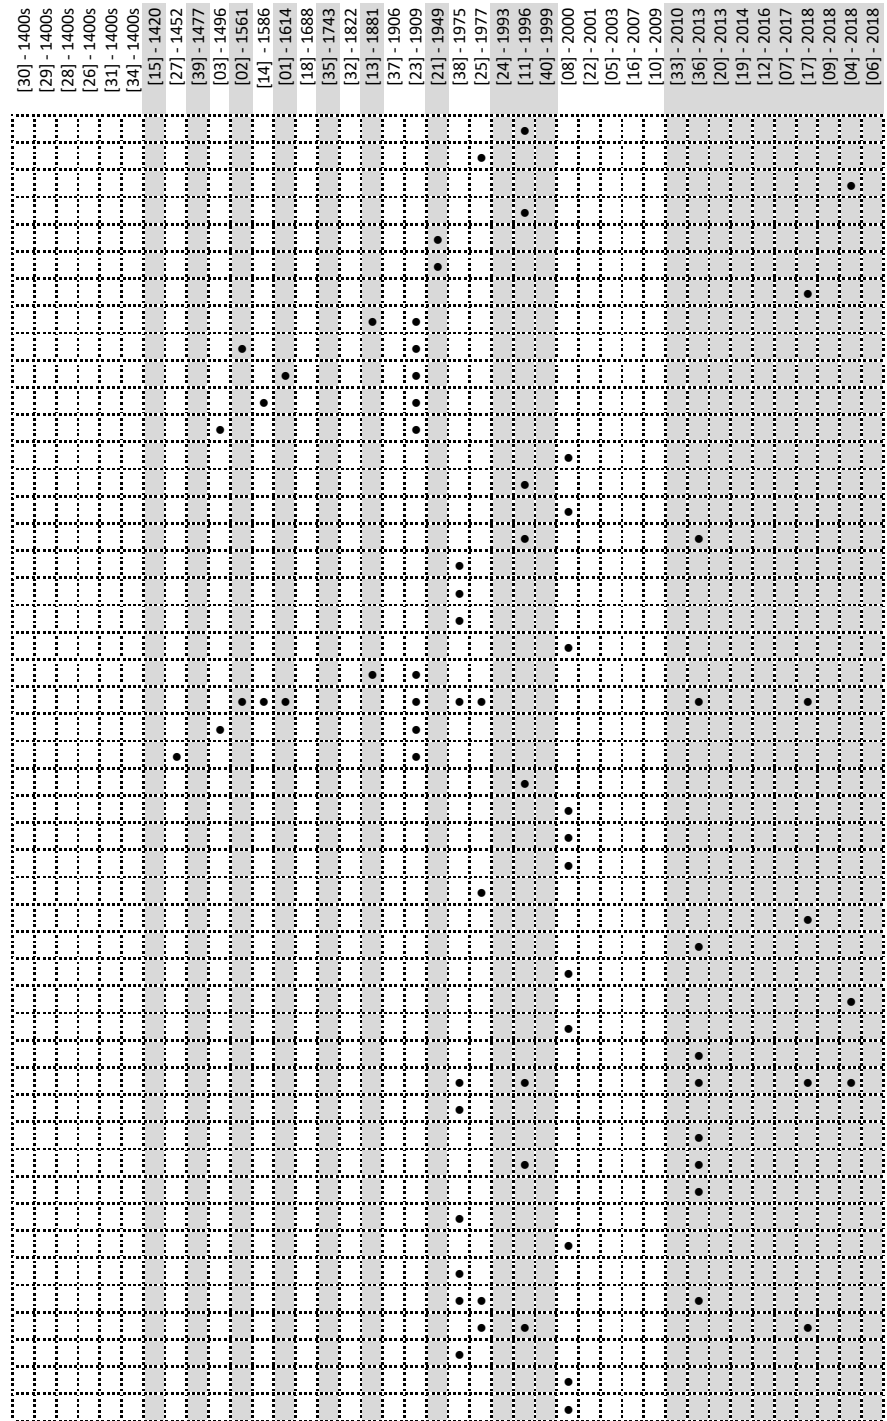 [30] - 1400s
[29] - 1400s
[28] - 1400s
[26] - 1400s
[31] - 1400s
[34] - 1400s
[15] - 1420
[27] - 1452
[39] - 1477
[03] - 1496
[02] - 1561
[14] - 1586
[01] - 1614
[18] - 1688
[35] - 1743
[32] - 1822
[13] - 1881
[37] - 1906
[23] - 1909
[21] - 1949
[38] - 1975
[25] - 1977
[24] - 1993
[11] - 1996
[40] - 1999
[08] - 2000
[22] - 2001
[05] - 2003
[16] - 2007
[10] - 2009
[33] - 2010
[36] - 2013
[20] - 2013
[19] - 2014
[12] - 2016
[07] - 2017
[17] - 2018
[09] - 2018
[04] - 2018
[06] - 2018